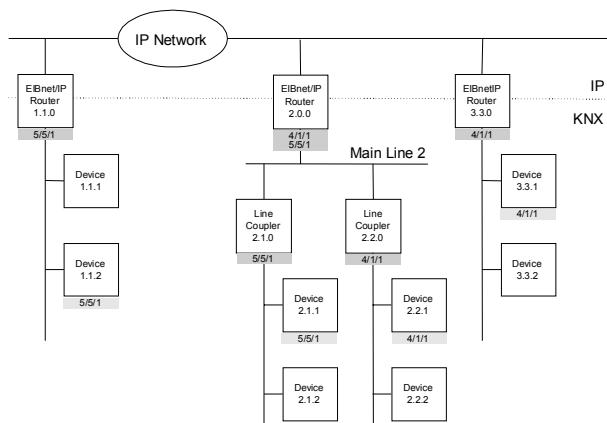 IP Network
EIBnet/IP
Router
1.1.0
5/5/1
EIBnet/IP
Router
2.0.0
4/1/1
5/5/1
EIBnetIP
Router
3.3.0
4/1/1
IP
KNX
Main Line 2
Device
1.1.1
Device
1.1.2
5/5/1
Line
Coupler
2.1.0
5/5/1
Line
Coupler
2.2.0
4/1/1
Device
3.3.1
4/1/1
Device
3.3.2
Device
2.1.1
5/5/1
Device
2.2.1
4/1/1
Device
2.1.2
Device
2.2.2